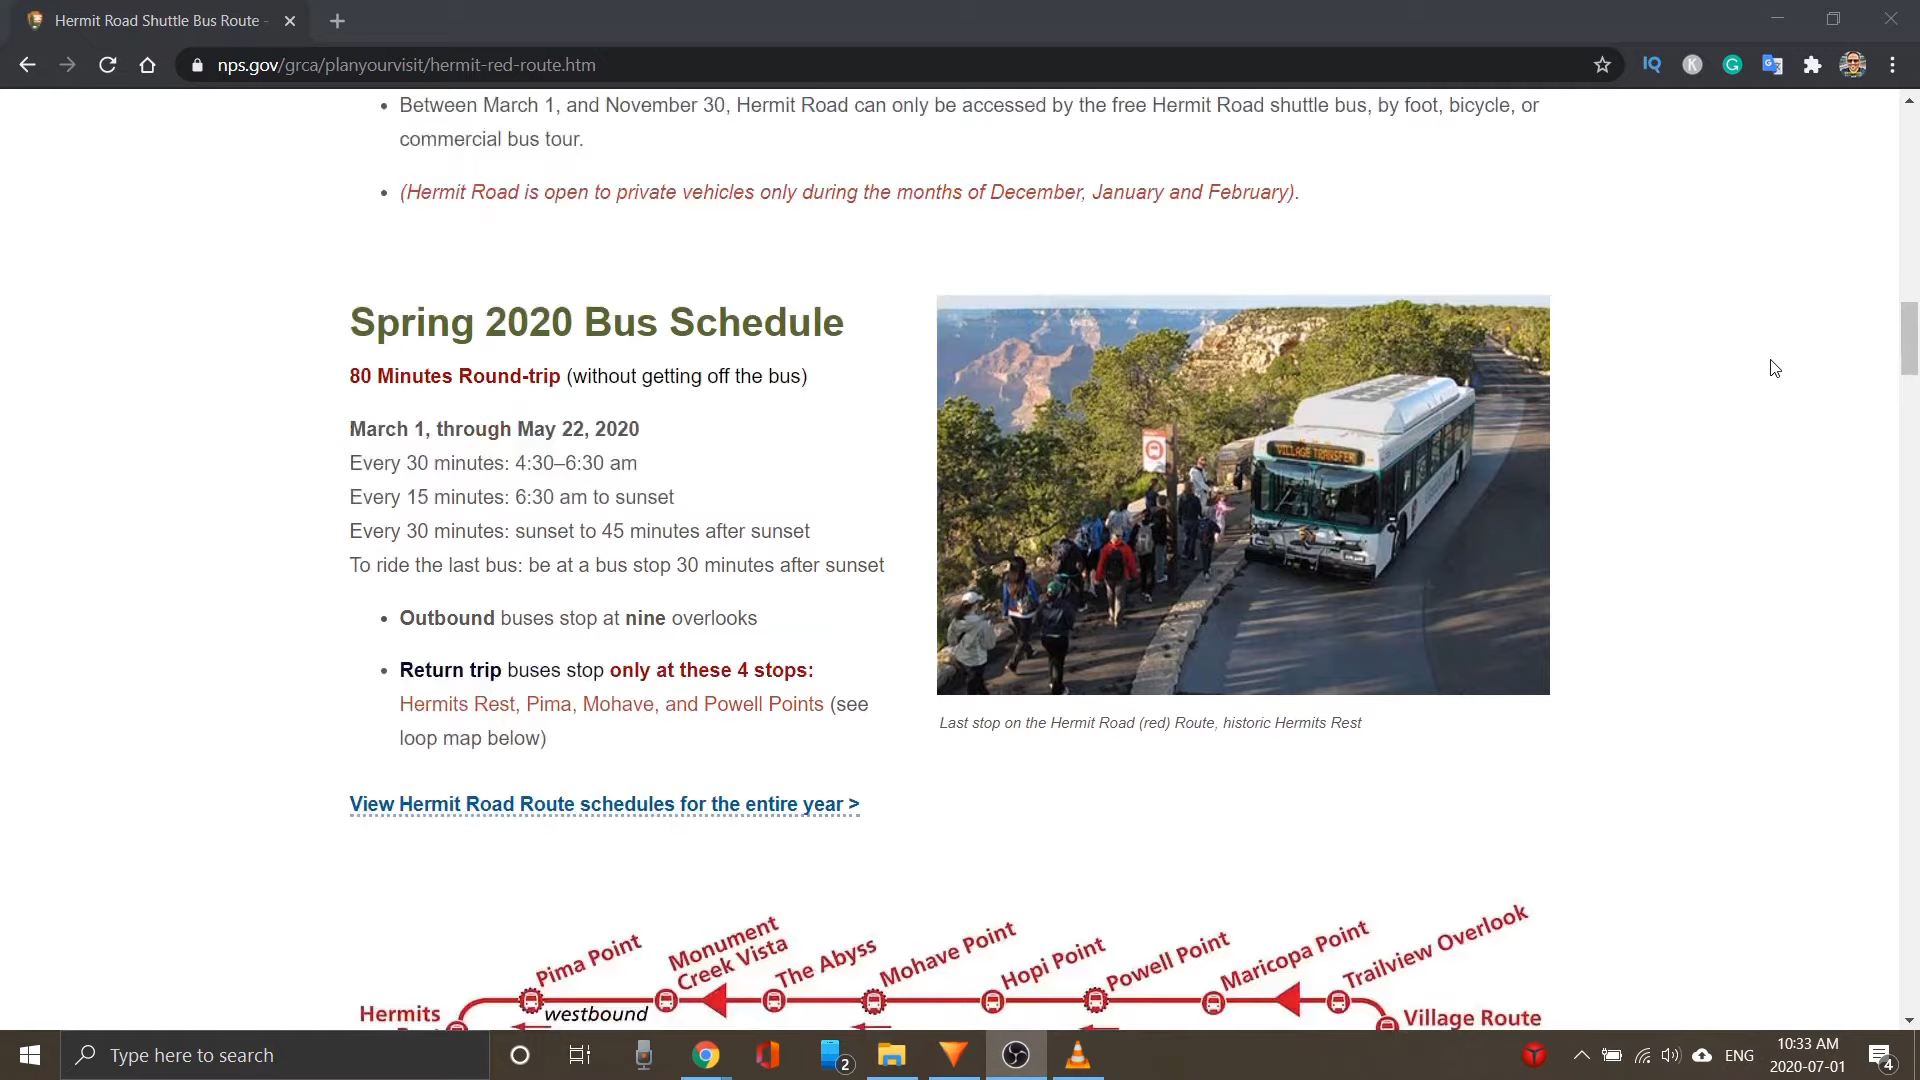 Hermit Road Shuttle Bus Route -
nps.gov/grca/planyourvisit/hermit-red-route.htm
IQ
K
G
• Between March 1, and November 30, Hermit Road can only be accessed by the free Hermit Road shuttle bus, by foot, bicycle, or
commercial bus tour.
• (Hermit Road is open to private vehicles only during the months of December, January and February).
Spring 2020 Bus Schedule
80 Minutes Round-trip (without getting off the bus)
March 1, through May 22, 2020
Every 30 minutes: 4:30–6:30 am
Every 15 minutes: 6:30 am to sunset
Every 30 minutes: sunset to 45 minutes after sunset
To ride the last bus: be at a bus stop 30 minutes after sunset
• Outbound buses stop at nine overlooks
• Return trip buses stop only at these 4 stops:
Hermits Rest, Pima, Mohave, and Powell Points (see
loop map below)
View Hermit Road Route schedules for the entire year >
VILLAGE TRANSFER
Last stop on the Hermit Road (red) Route, historic Hermits Rest
Pima Point
Monument
Creek Vista
The Abyss
Mohave Point
Hopi Point
Powell Point
Maricopa Point
Trailview Overlook
Hermits
westbound
Village Route
Type here to search
2
ENG
10:33 AM
2020-07-01
4